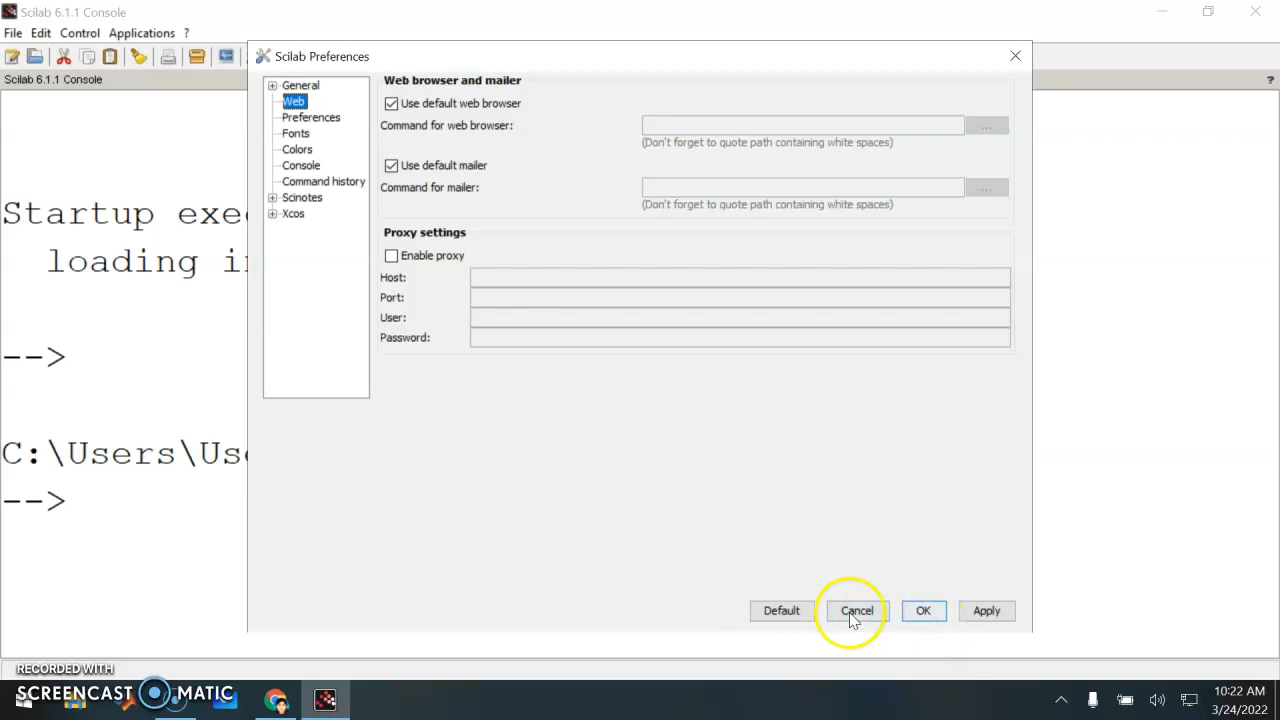 Scilab 6.1.1 Console
File Edit Control Applications ?
Scilab 6.1.1 Console
?
Startup exe
loading in
-->
C:\Users\Use
-->
Scilab Preferences
General
Web
Preferences
Fonts
Colors
Console
Command history
Scinotes
Xcos
Web browser and mailer
Use default web browser
Command for web browser:
...
(Don't forget to quote path containing white spaces)
Use default mailer
Command for mailer:
...
(Don't forget to quote path containing white spaces)
Proxy settings
Enable proxy
Host:
Port:
User:
Password:
Default Cancel OK Apply
RECORDED WITH
SCREENCAST MATIC
10:22 AM
3/24/2022